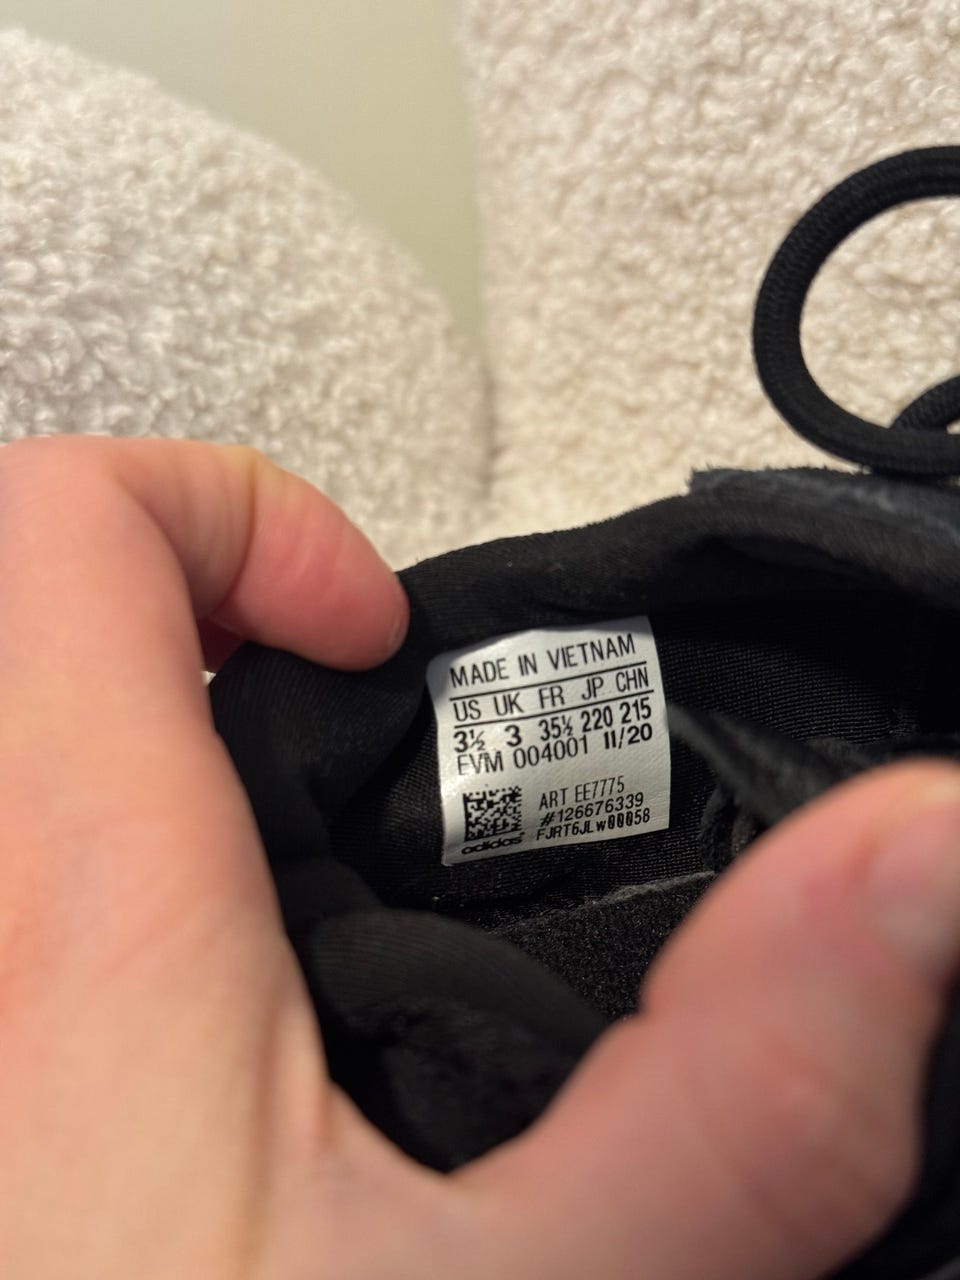 MADE IN VIETNAM
US UK FR JP CHN
3½ 3 35½ 220 215
EVM 004001 11/20
ART EE7775
#126676339
FJRT6JLW00058
adidas